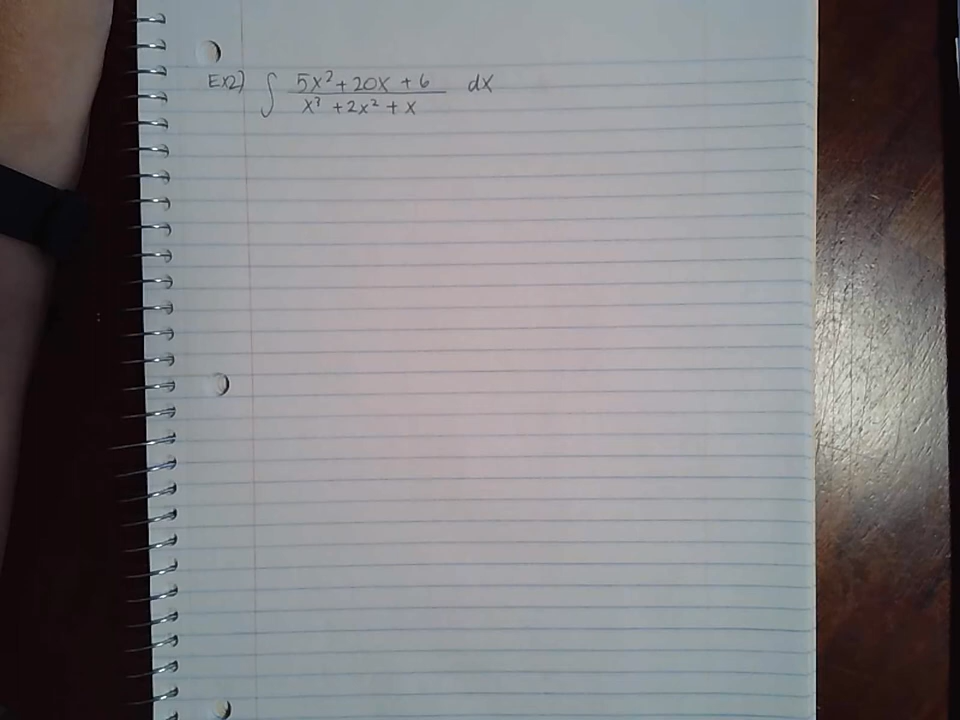 Ex2) ∫ (5x² + 20x + 6)/(x³ + 2x² + x) dx